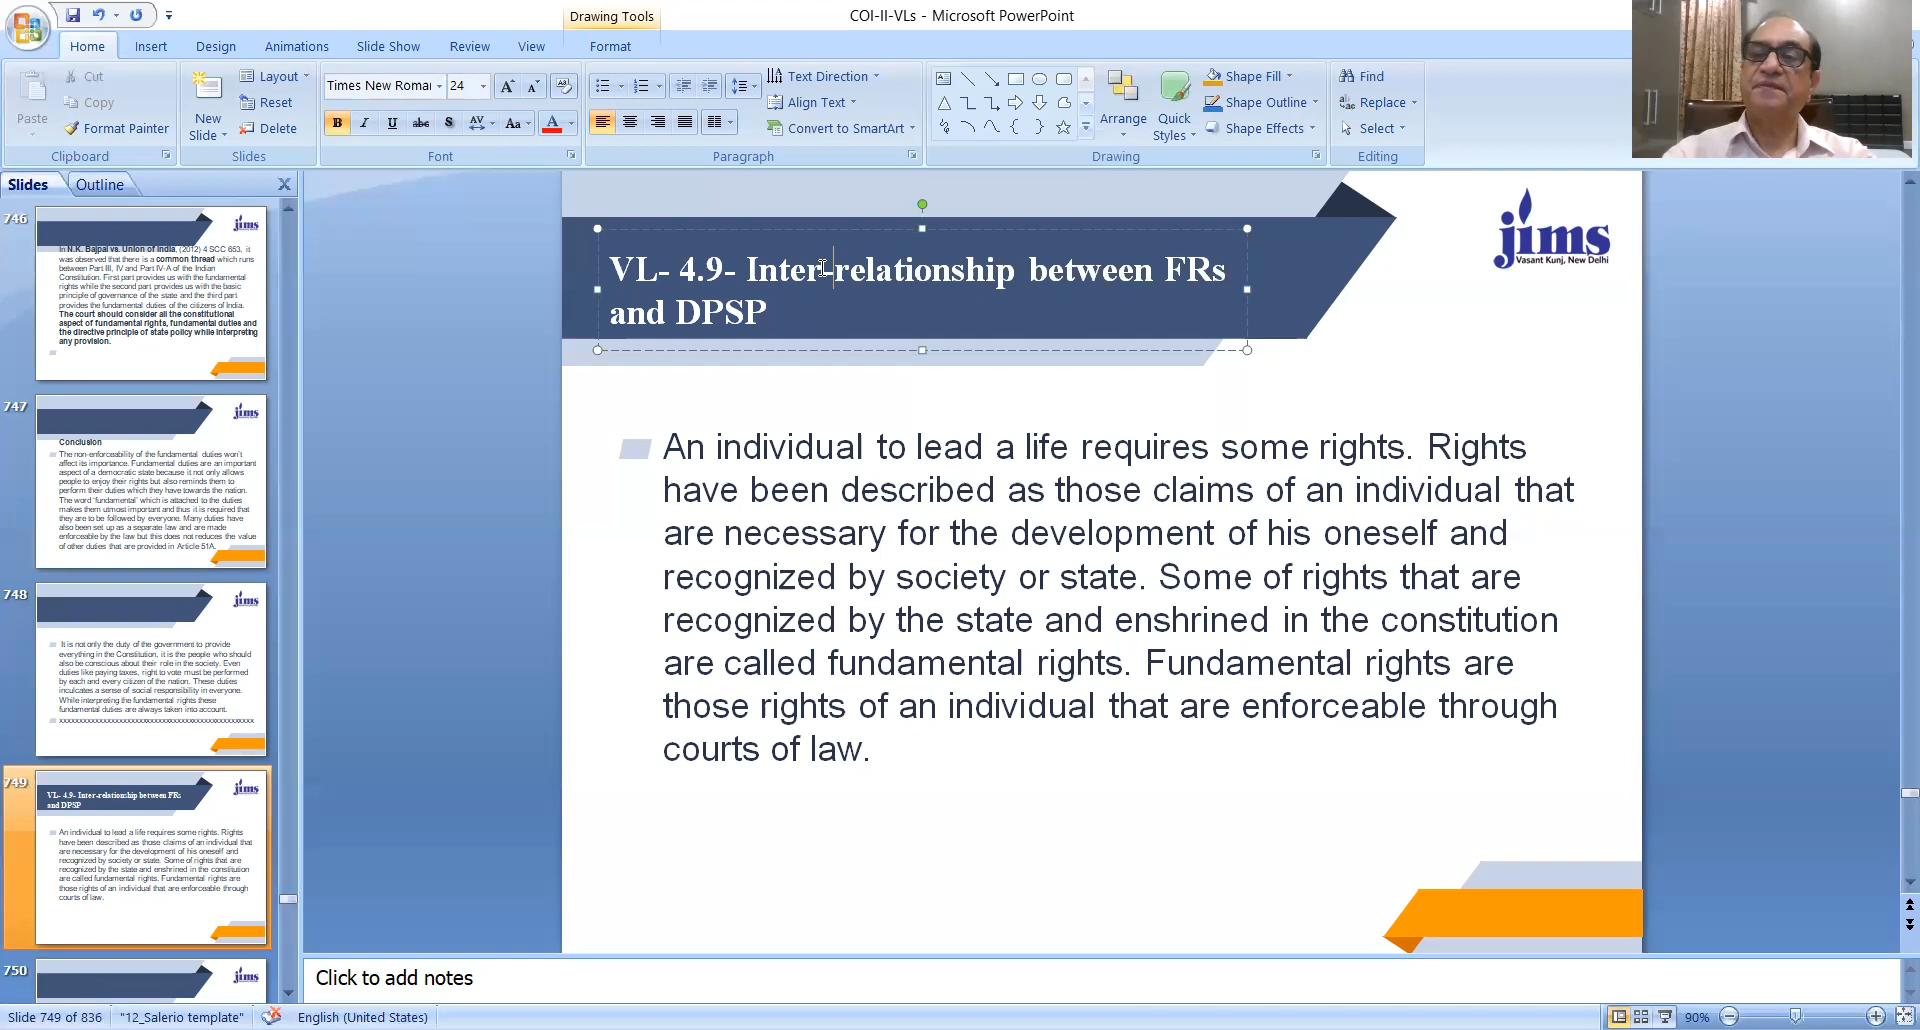 Drawing Tools
COI-II-VLs - Microsoft PowerPoint
Home Insert Design Animations Slide Show Review View Format
Paste
Cut
Copy
Format Painter
Clipboard
New
Slide
Layout
Reset
Delete
Slides
Times New Romar 24
B I U abc S AV Aa A
Font
Text Direction
Align Text
Convert to SmartArt
Paragraph
Arrange
Quick
Styles
Shape Fill
Shape Outline
Shape Effects
Drawing
Find
Replace
Select
Editing
Slides Outline
746
jims
In N.K. Bajpai vs. Union of India, (2012) 4 SCC 653, it
was observed that there is a common thread which runs
between Part III, IV and Part IV-A of the Indian
Constitution. First part provides us with the fundamental
rights while the second part provides us with the basic
principle of governance of the state and the third part
provides the fundamental duties of the citizens of India.
The court should consider all the constitutional
aspect of fundamental rights, fundamental duties and
the directive principle of state policy while interpreting
any provision.
747
jims
Conclusion
The non-enforceability of the fundamental duties won't
affect its importance. Fundamental duties are an important
aspect of a democratic state because it not only allows
people to enjoy their rights but also reminds them to
perform their duties which they have towards the nation.
The word 'fundamental' which is attached to the duties
makes them utmost important and thus it is required that
they are to be followed by everyone. Many duties have
also been set up as a separate law and are made
enforceable by the law but this does not reduces the value
of other duties that are provided in Article 51A.
748
jims
It is not only the duty of the government to provide
everything in the Constitution, it is the people who should
also be conscious about their role in the society. Even
duties like paying taxes, right to vote must be performed
by each and every citizen of the nation. These duties
inculcates a sense of social responsibility in everyone.
While interpreting the fundamental rights these
fundamental duties are always taken into account.
749
jims
VL- 4.9- Inter-relationship between FRs
and DPSP
An individual to lead a life requires some rights. Rights
have been described as those claims of an individual that
are necessary for the development of his oneself and
recognized by society or state. Some of rights that are
recognized by the state and enshrined in the constitution
are called fundamental rights. Fundamental rights are
those rights of an individual that are enforceable through
courts of law.
750
jims
VL- 4.9- Inter-relationship between FRs
and DPSP
jims
Vasant Kunj, New Delhi
An individual to lead a life requires some rights. Rights
have been described as those claims of an individual that
are necessary for the development of his oneself and
recognized by society or state. Some of rights that are
recognized by the state and enshrined in the constitution
are called fundamental rights. Fundamental rights are
those rights of an individual that are enforceable through
courts of law.
Click to add notes
Slide 749 of 836 "12_Salerio template" English (United States) 90%